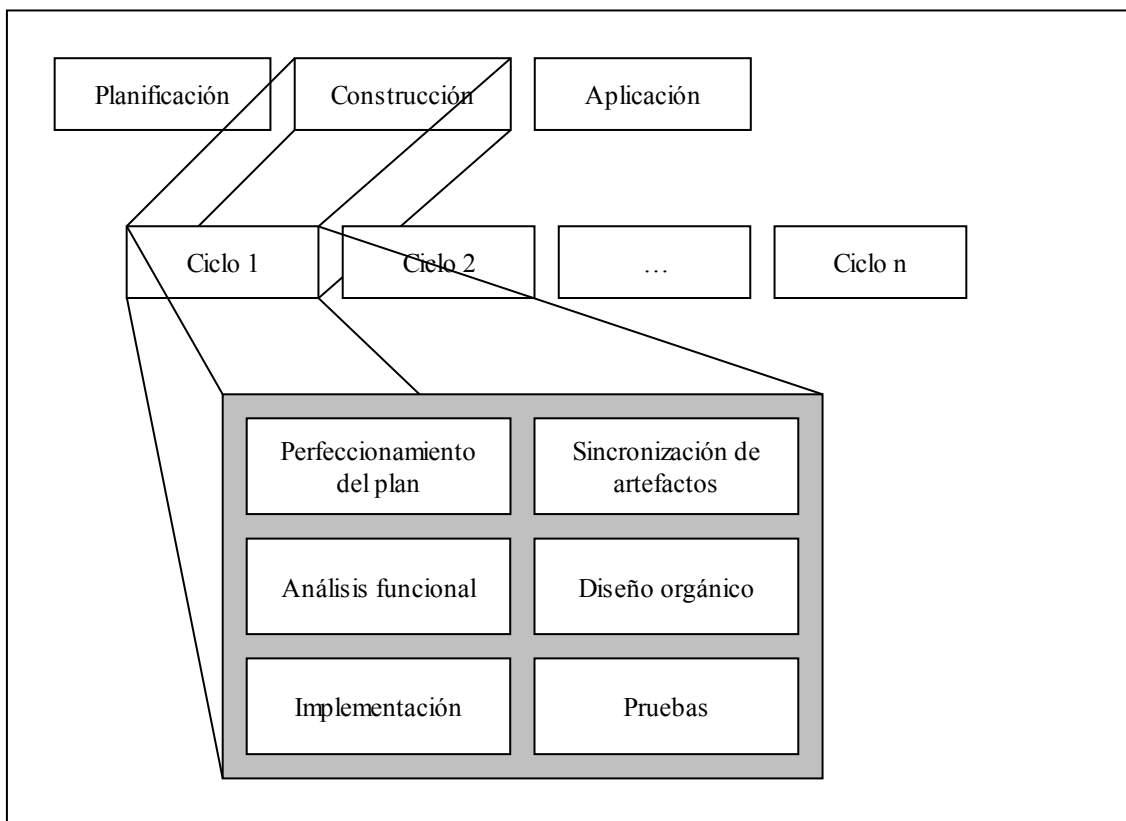 Planificación
Construcción
Aplicación
Ciclo 1
Ciclo 2
…
Ciclo n
Perfeccionamiento
del plan
Sincronización de
artefactos
Análisis funcional
Diseño orgánico
Implementación
Pruebas